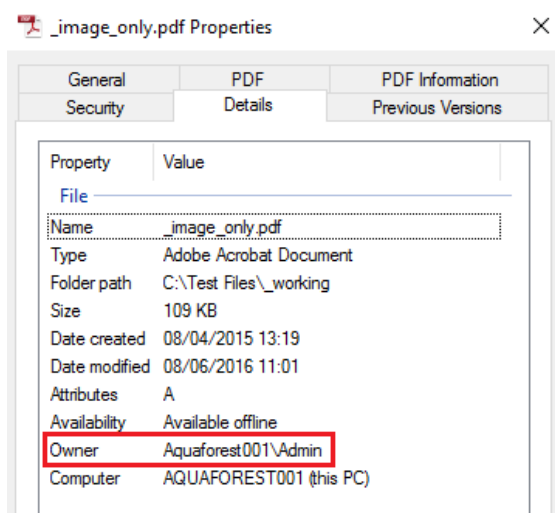 _image_only.pdf Properties
General PDF PDF Information
Security Details Previous Versions
Property Value
File
Name _image_only.pdf
Type Adobe Acrobat Document
Folder path C:\Test Files\_working
Size 109 KB
Date created 08/04/2015 13:19
Date modified 08/06/2016 11:01
Attributes A
Availability Available offline
Owner Aquaforest001\Admin
Computer AQUAFOREST001 (this PC)